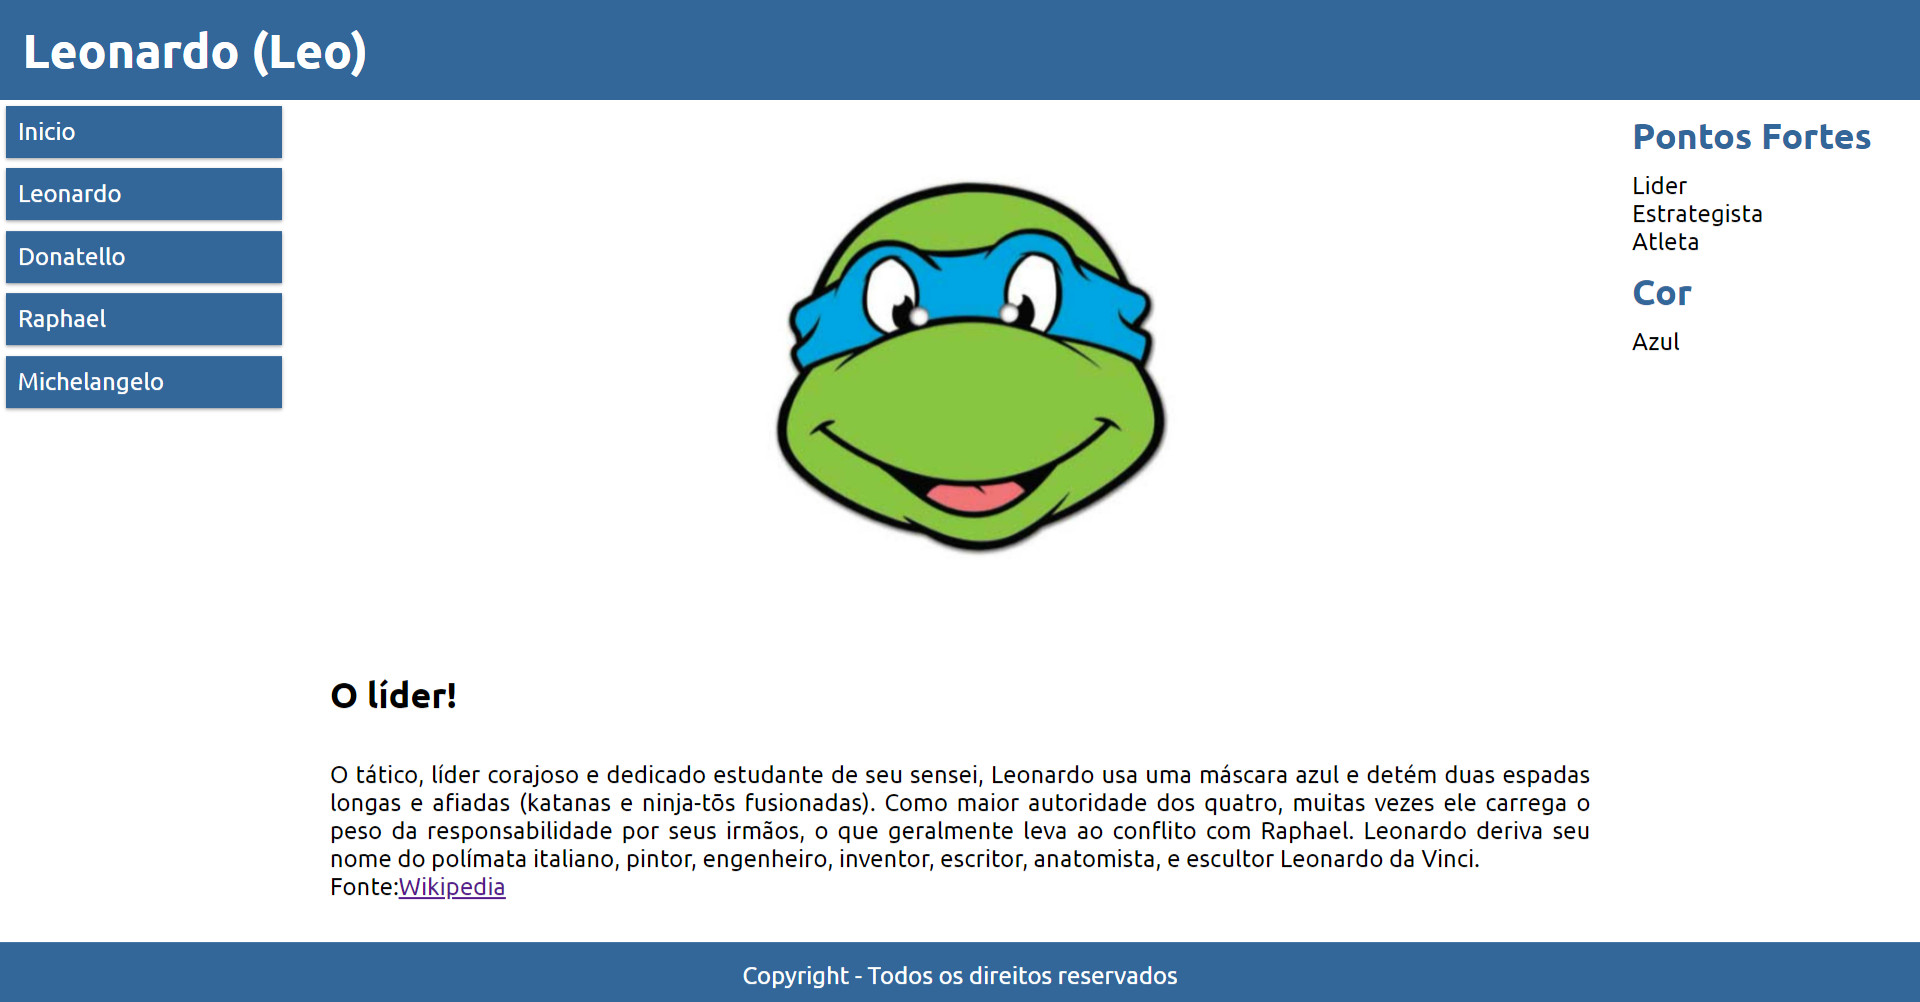 Leonardo (Leo)
Inicio
Leonardo
Donatello
Raphael
Michelangelo
O líder!
O tático, líder corajoso e dedicado estudante de seu sensei, Leonardo usa uma máscara azul e detém duas espadas
longas e afiadas (katanas e ninja-tōs fusionadas). Como maior autoridade dos quatro, muitas vezes ele carrega o
peso da responsabilidade por seus irmãos, o que geralmente leva ao conflito com Raphael. Leonardo deriva seu
nome do polímata italiano, pintor, engenheiro, inventor, escritor, anatomista, e escultor Leonardo da Vinci.
Fonte:Wikipedia
Pontos Fortes
Lider
Estrategista
Atleta
Cor
Azul
Copyright - Todos os direitos reservados